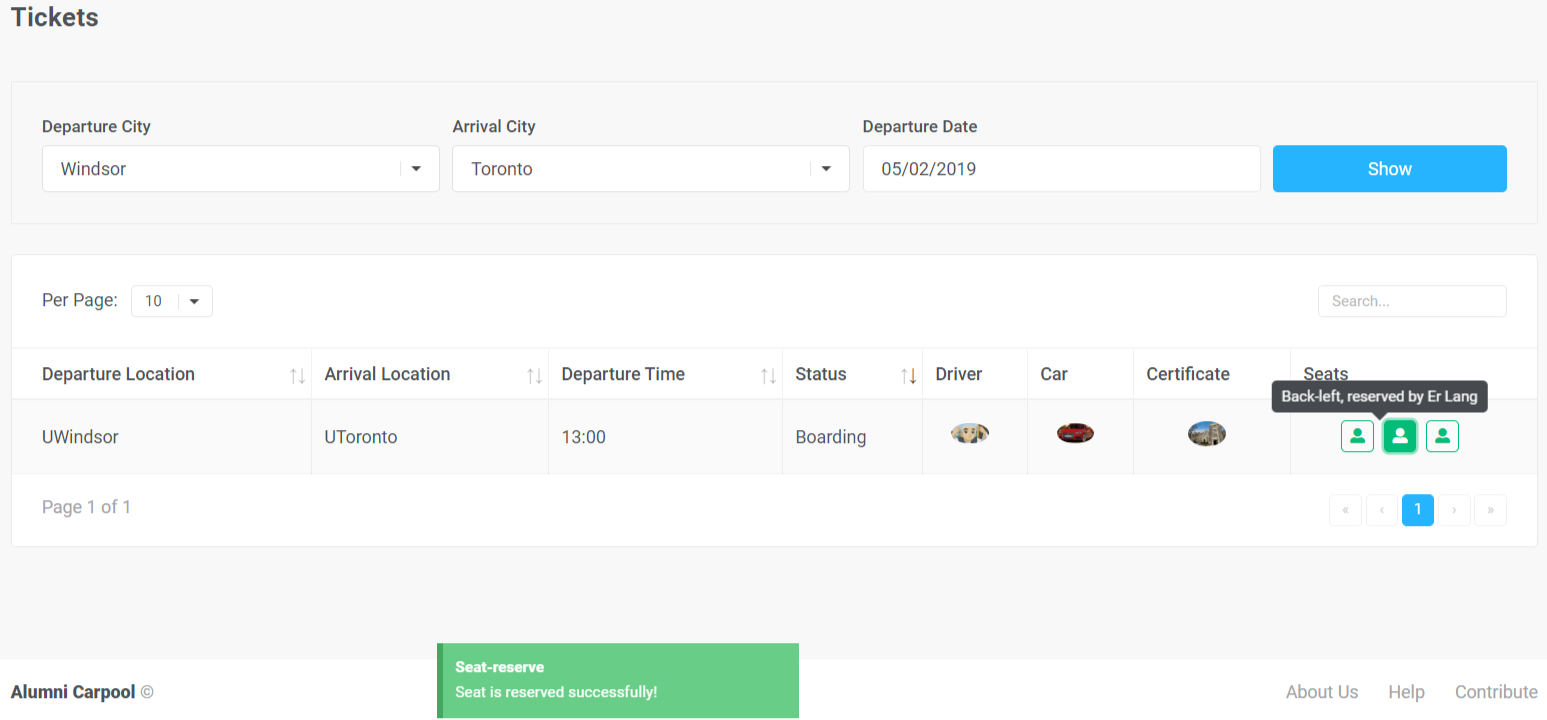 Tickets
Departure City Arrival City Departure Date
Windsor Toronto 05/02/2019 Show
Per Page: 10 Search...
Departure Location Arrival Location Departure Time Status Driver Car Certificate Seats
Back-left, reserved by Er Lang
UWindsor UToronto 13:00 Boarding
Page 1 of 1 « ‹ 1 › »
Seat-reserve
Seat is reserved successfully!
Alumni Carpool © About Us Help Contribute